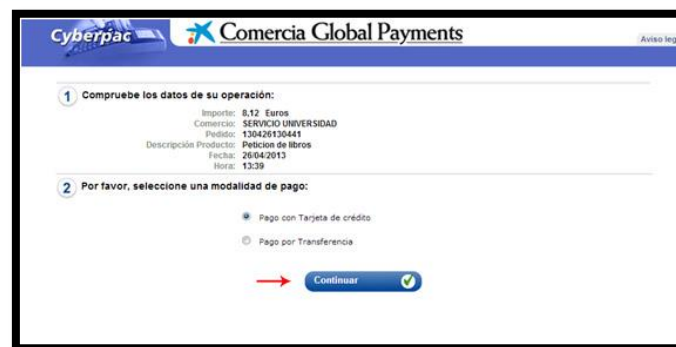 Cyberpac
Comercia Global Payments
Aviso leg
1 Compruebe los datos de su operación:
Importe: 8,12 Euros
Comercio: SERVICIO UNIVERSIDAD
Pedido: 130426130441
Descripción Producto: Peticion de libros
Fecha: 26/04/2013
Hora: 13:39
2 Por favor, seleccione una modalidad de pago:
Pago con Tarjeta de crédito
Pago por Transferencia
Continuar